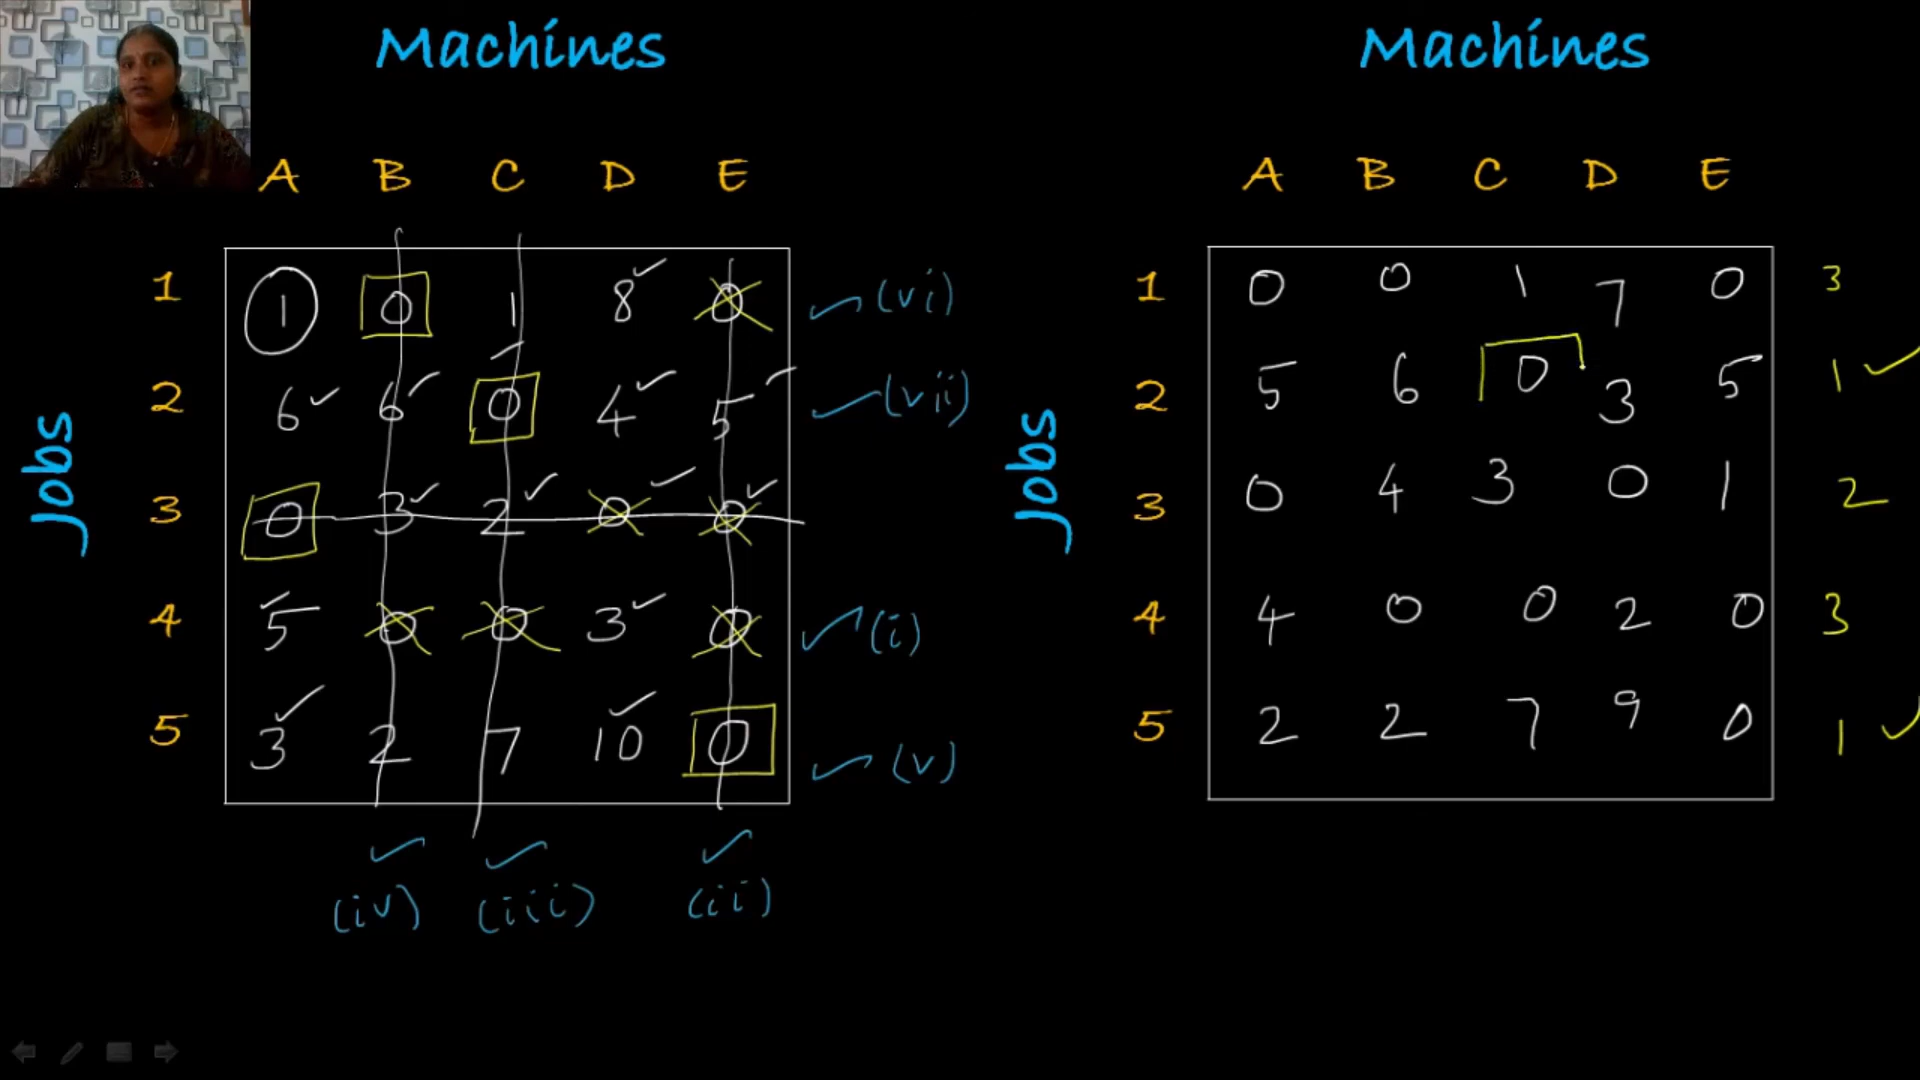 Machines
A B C D E
1 1 0 1 8 0 ✓ (vi)
2 6 ✓ 6 ✓ 0 4 ✓ 5 ✓ (vii)
3 0 3 ✓ 2 ✓ 0 ✓ 0 ✓
4 5 ✓ 0 0 3 ✓ 0 ✓ (i)
5 3 ✓ 2 7 10 ✓ 0 ✓ (v)
✓ ✓ ✓
(iv) (iii) (ii)
Jobs
Machines
A B C D E
1 0 0 1 7 0 3
2 5 6 0 3 5 1 ✓
3 0 4 3 0 1 2
4 4 0 0 2 0 3
5 2 2 7 9 0 1 ✓
Jobs